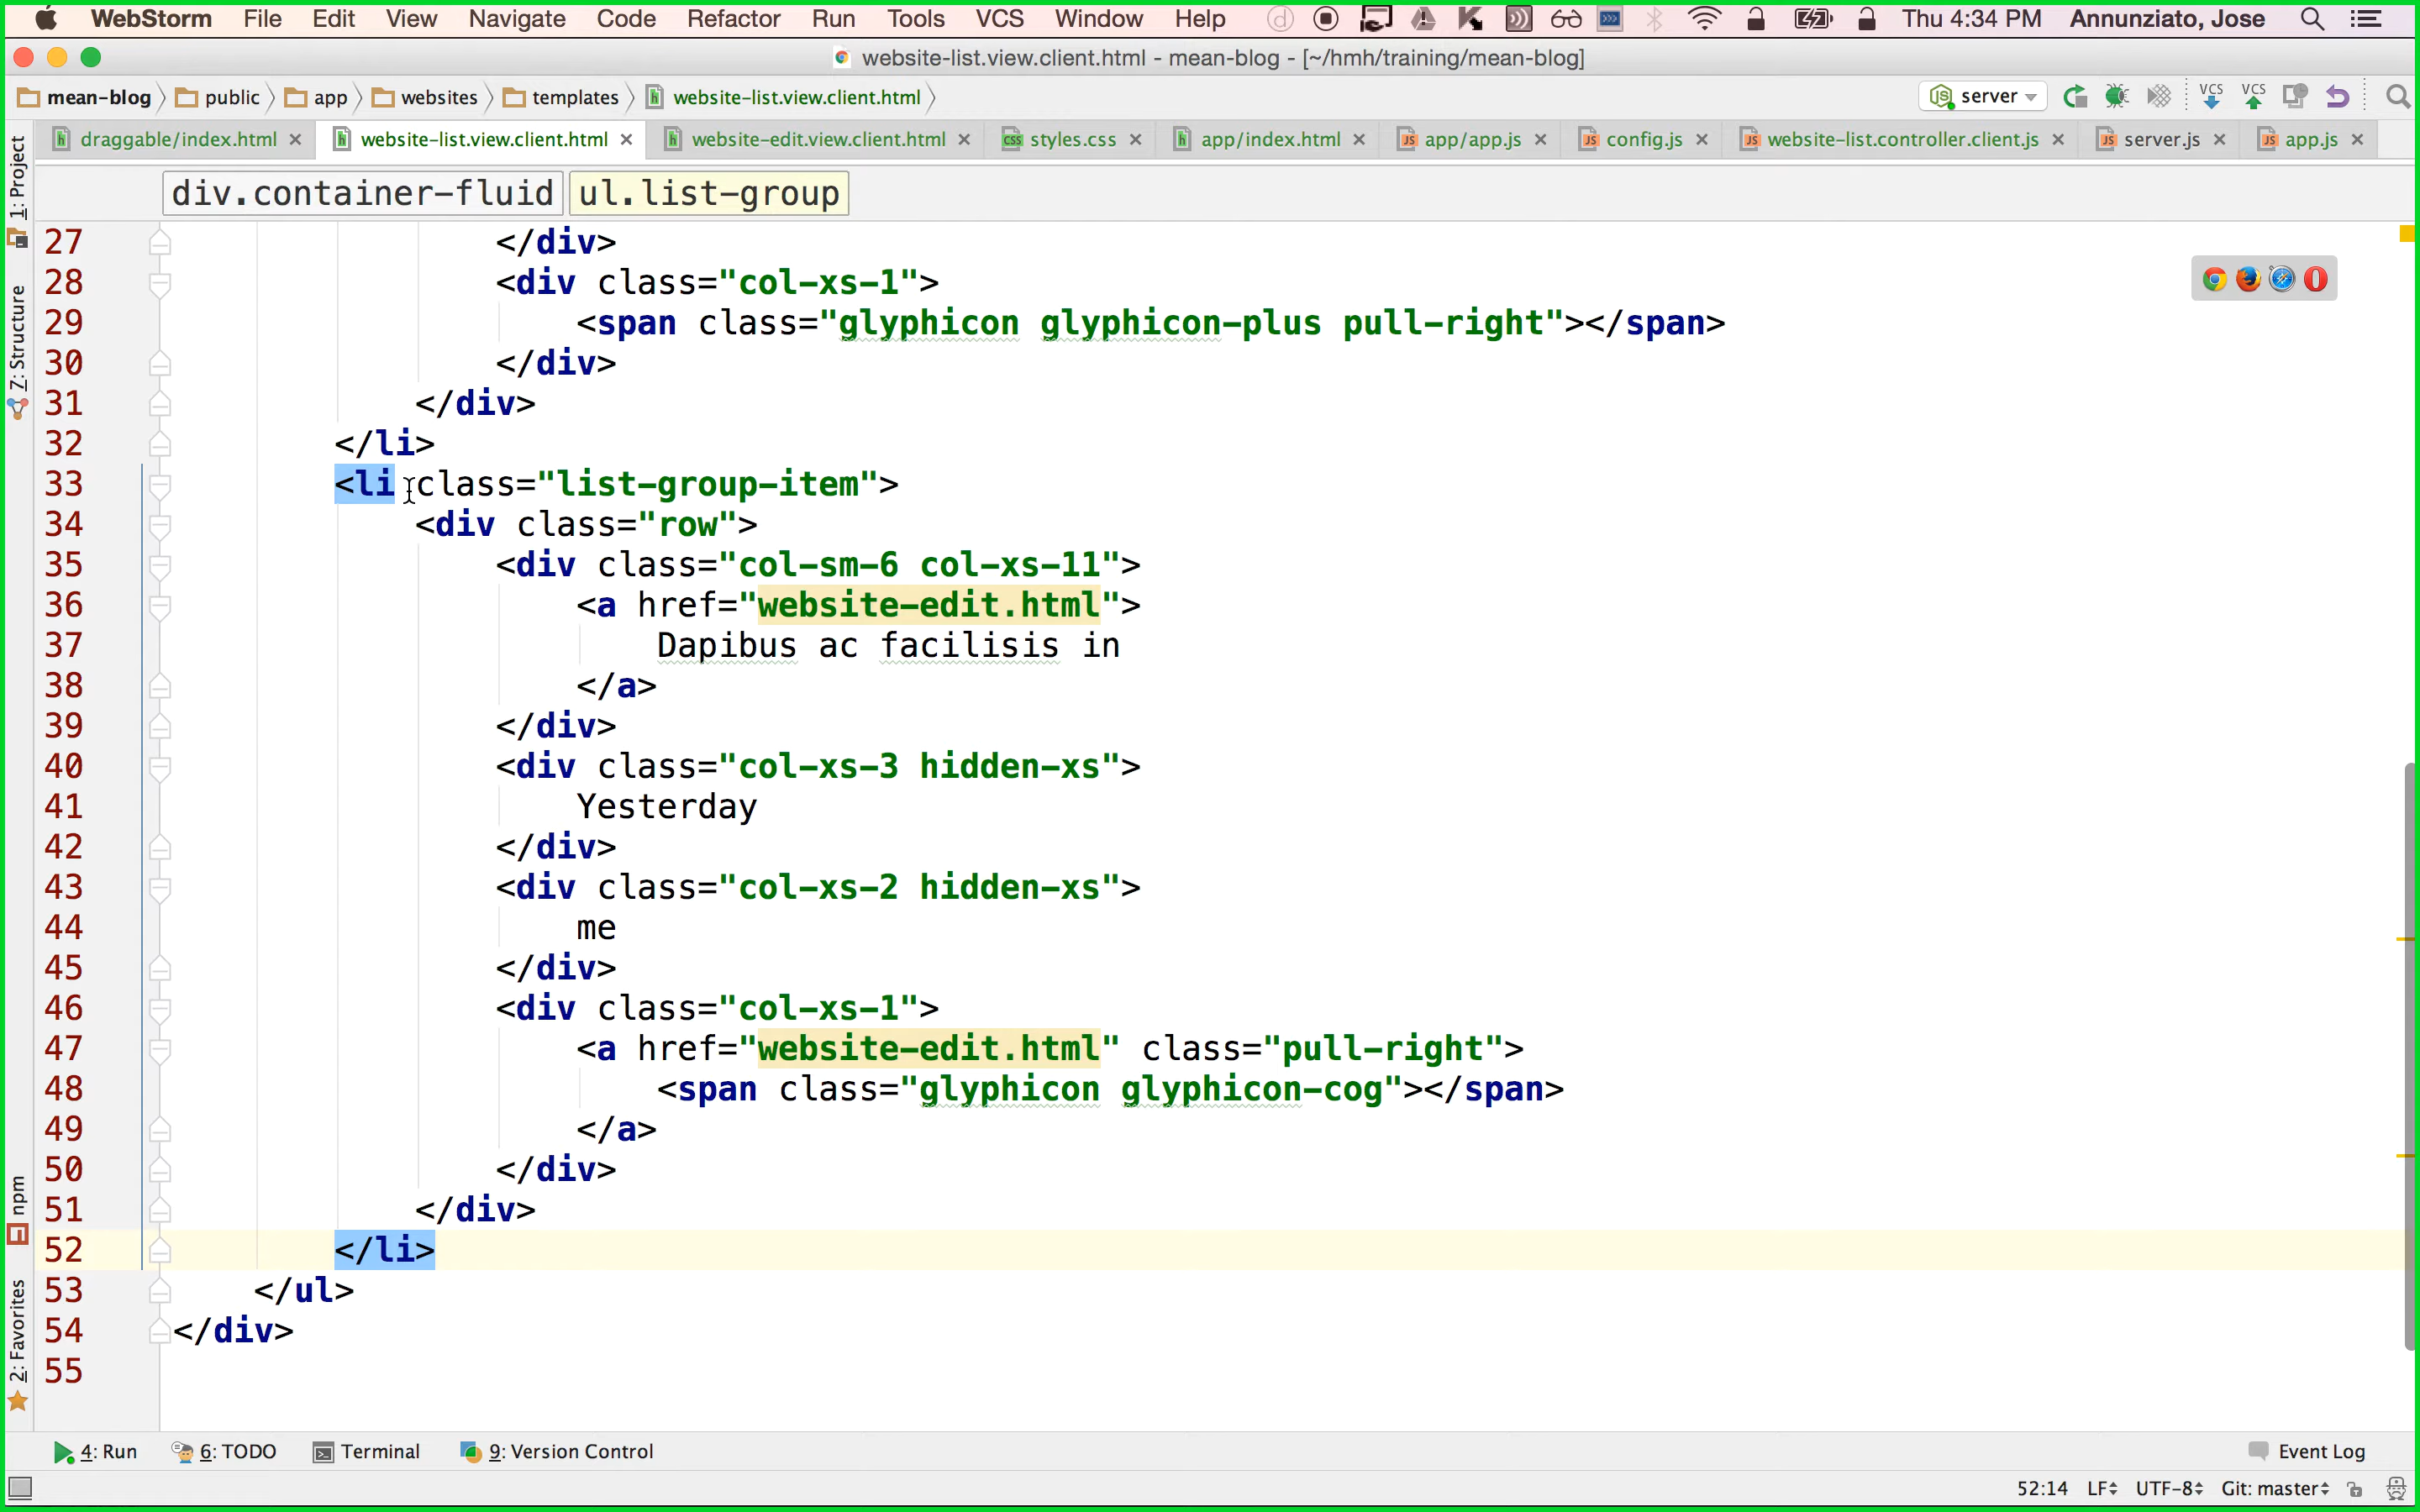 WebStorm File Edit View Navigate Code Refactor Run Tools VCS Window Help Thu 4:34 PM Annunziato, Jose
website-list.view.client.html - mean-blog - [~/hmh/training/mean-blog]
mean-blog public app websites templates website-list.view.client.html server VCS VCS
draggable/index.html website-list.view.client.html website-edit.view.client.html styles.css app/index.html app/app.js config.js website-list.controller.client.js server.js app.js
1: Project
7: Structure
npm
2: Favorites
div.container-fluid ul.list-group
27 </div>
28 <div class="col-xs-1">
29 <span class="glyphicon glyphicon-plus pull-right"></span>
30 </div>
31 </div>
32 </li>
33 <li class="list-group-item">
34 <div class="row">
35 <div class="col-sm-6 col-xs-11">
36 <a href="website-edit.html">
37 Dapibus ac facilisis in
38 </a>
39 </div>
40 <div class="col-xs-3 hidden-xs">
41 Yesterday
42 </div>
43 <div class="col-xs-2 hidden-xs">
44 me
45 </div>
46 <div class="col-xs-1">
47 <a href="website-edit.html" class="pull-right">
48 <span class="glyphicon glyphicon-cog"></span>
49 </a>
50 </div>
51 </div>
52 </li>
53 </ul>
54 </div>
55
4: Run 6: TODO Terminal 9: Version Control Event Log
52:14 LF UTF-8 Git: master